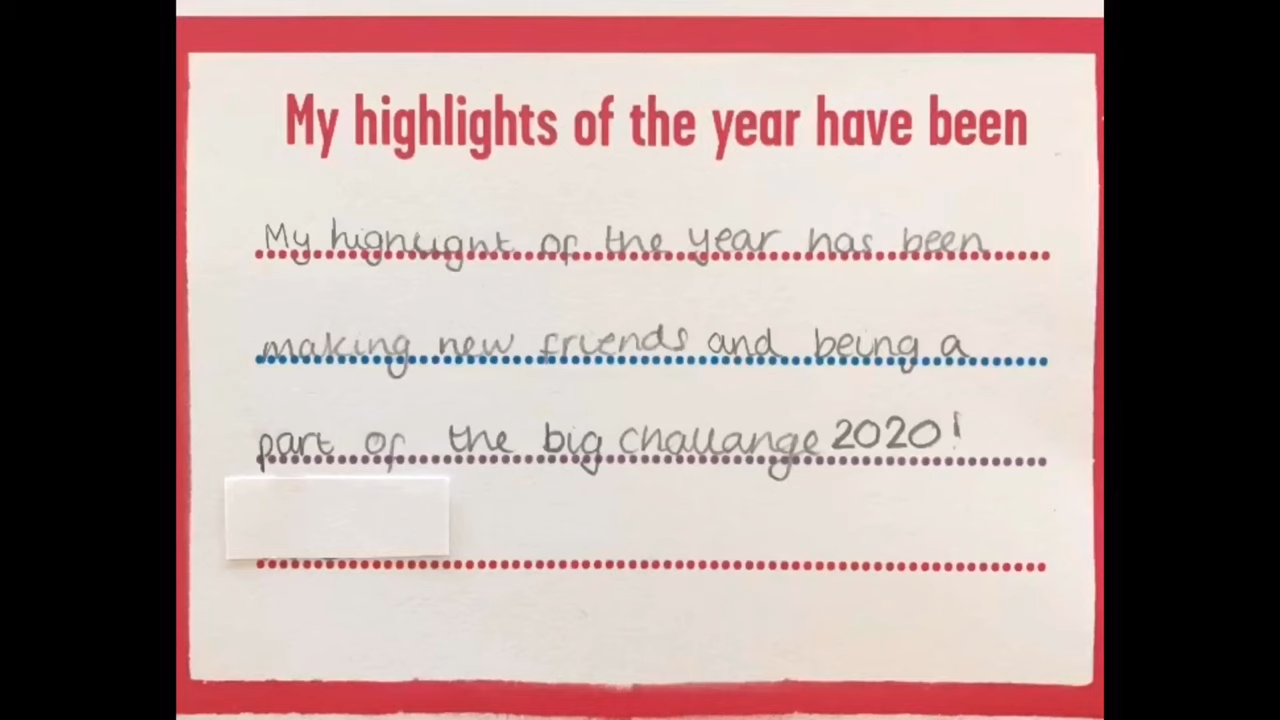 My highlights of the year have been
My highlight of the year has been
making new friends and being a
part of the big challange 2020!